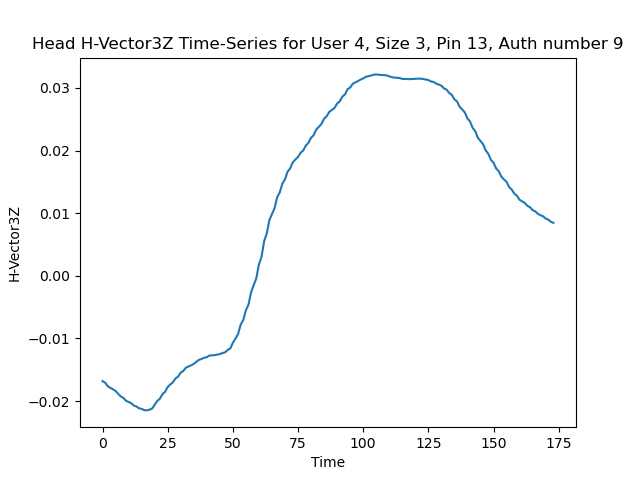 Head H-Vector3Z Time-Series for User 4, Size 3, Pin 13, Auth number 9
0.03
0.02
0.01
0.00
−0.01
−0.02
H-Vector3Z
0 25 50 75 100 125 150 175
Time